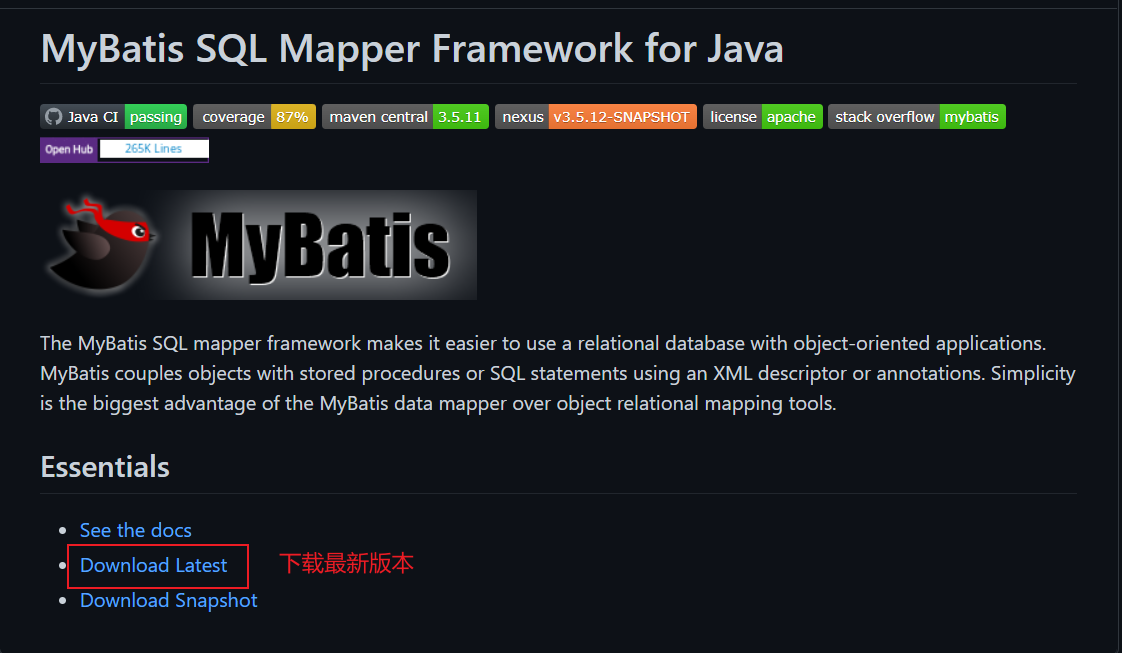 MyBatis SQL Mapper Framework for Java
Java CI passing coverage 87% maven central 3.5.11 nexus v3.5.12-SNAPSHOT license apache stack overflow mybatis
Open Hub 265K Lines
MyBatis
The MyBatis SQL mapper framework makes it easier to use a relational database with object-oriented applications.
MyBatis couples objects with stored procedures or SQL statements using an XML descriptor or annotations. Simplicity
is the biggest advantage of the MyBatis data mapper over object relational mapping tools.
Essentials
See the docs
Download Latest 下载最新版本
Download Snapshot